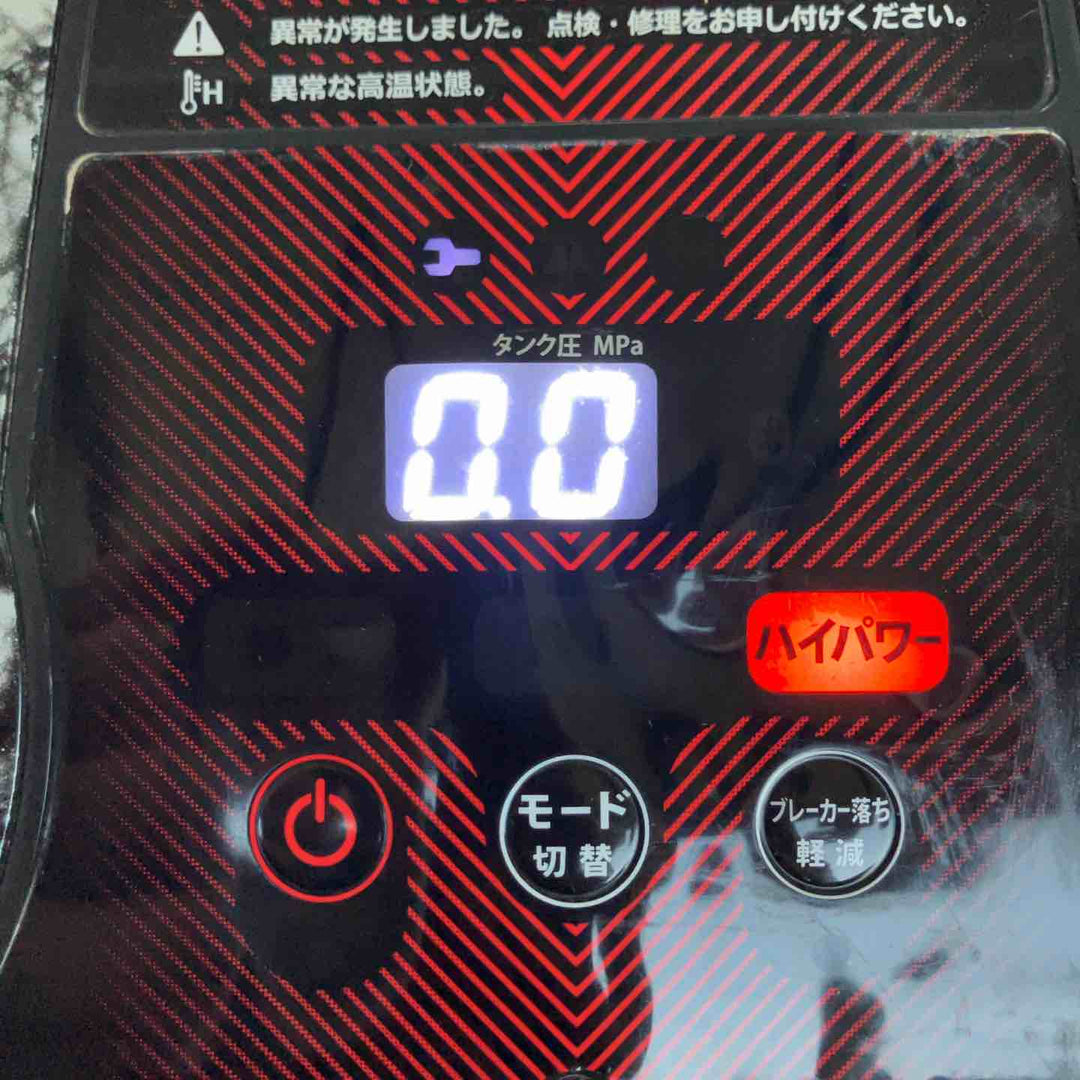 異常が発生しました。 点検・修理をお申し付けください。
H 異常な高温状態。
タンク圧 MPa
0.0
ハイパワー
モード
切替
ブレーカー落ち
軽減